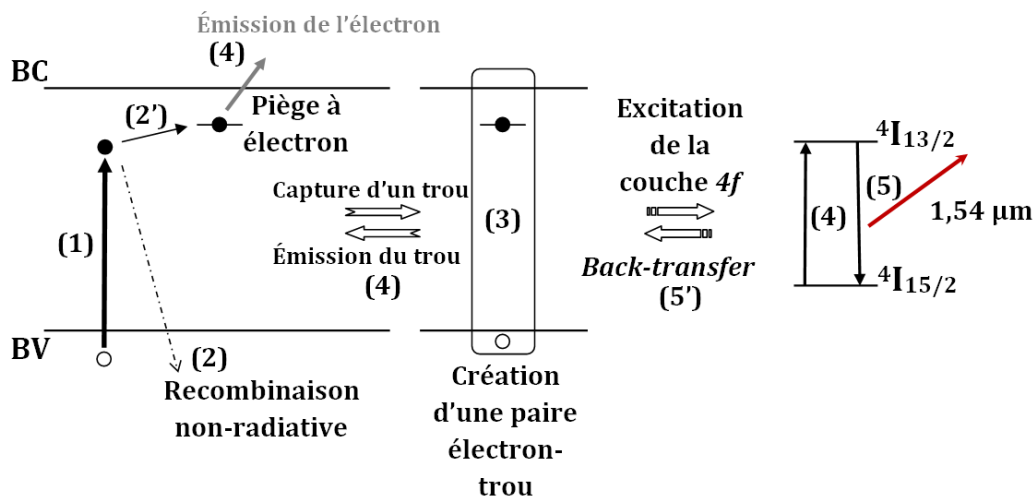 Émission de l'électron
(4)
BC
(2')
Piège à
électron
(1)
Capture d'un trou
Émission du trou
(4)
(3)
Excitation
de la
couche 4f
Back-transfer
(5')
⁴I₁₃/₂
(5)
(4)
1,54 µm
⁴I₁₅/₂
BV
(2)
Recombinaison
non-radiative
Création
d'une paire
électron-
trou